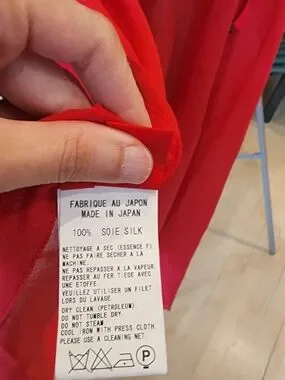 FABRIQUE AU JAPON
MADE IN JAPAN
100% SOIE SILK
NETTOYAGE A SEC (ESSENCE F).
NE PAS FAIRE SECHER A LA
MACHINE.
NE PAS REPASSER A LA VAPEUR.
REPASSER AU FER TIEDE AVEC
UNE ETOFFE.
VEUILLEZ UTILISER UN FILET
LORS DU LAVAGE.
DRY CLEAN (PETROLEUM).
DO NOT TUMBLE DRY.
DO NOT STEAM
COOL IRON WITH PRESS CLOTH.
PLEASE USE A CLEANING NET.
P